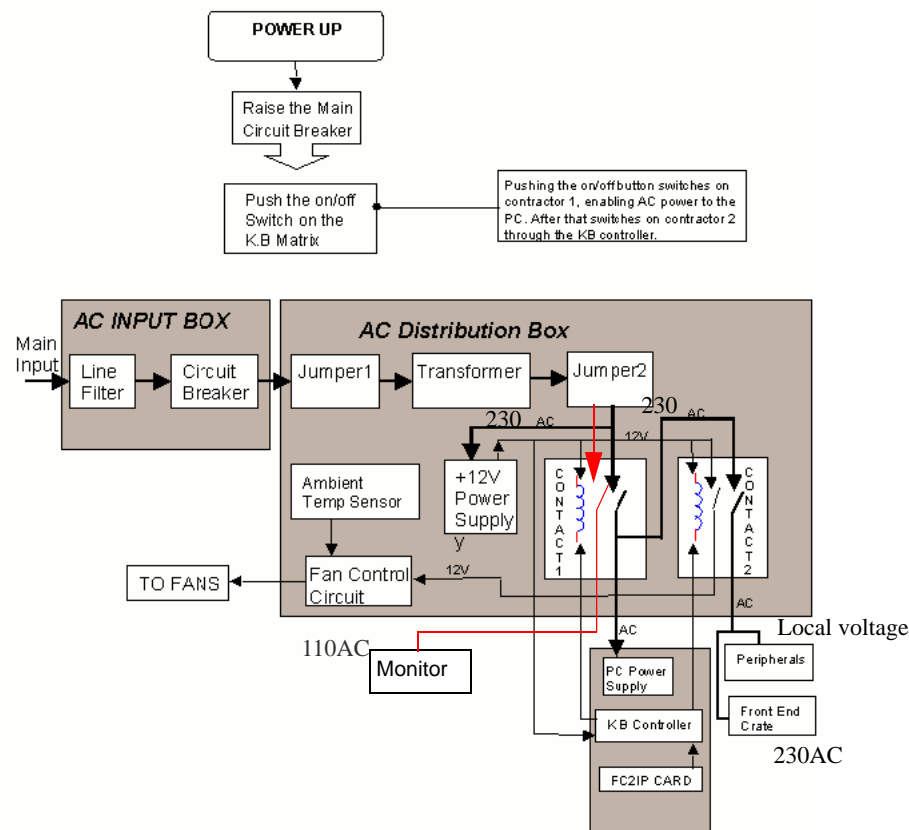 POWER UP
Raise the Main
Circuit Breaker
Push the on/off
Switch on the
K.B Matrix
Pushing the on/off button switches on
contractor 1, enabling AC power to the
PC. After that switches on contractor 2
through the KB controller.
AC INPUT BOX
AC Distribution Box
Main
Input
Line
Filter
Circuit
Breaker
Jumper1
Transformer
Jumper2
230
AC
230
AC
12V
+12V
Power
Supply
y
CONTACT1
CONTACT2
Ambient
Temp Sensor
Fan Control
Circuit
12V
TO FANS
AC
AC
110AC
Monitor
Local voltage
PC Power
Supply
Peripherals
KB Controller
Front End
Crate
230AC
FC2IP CARD